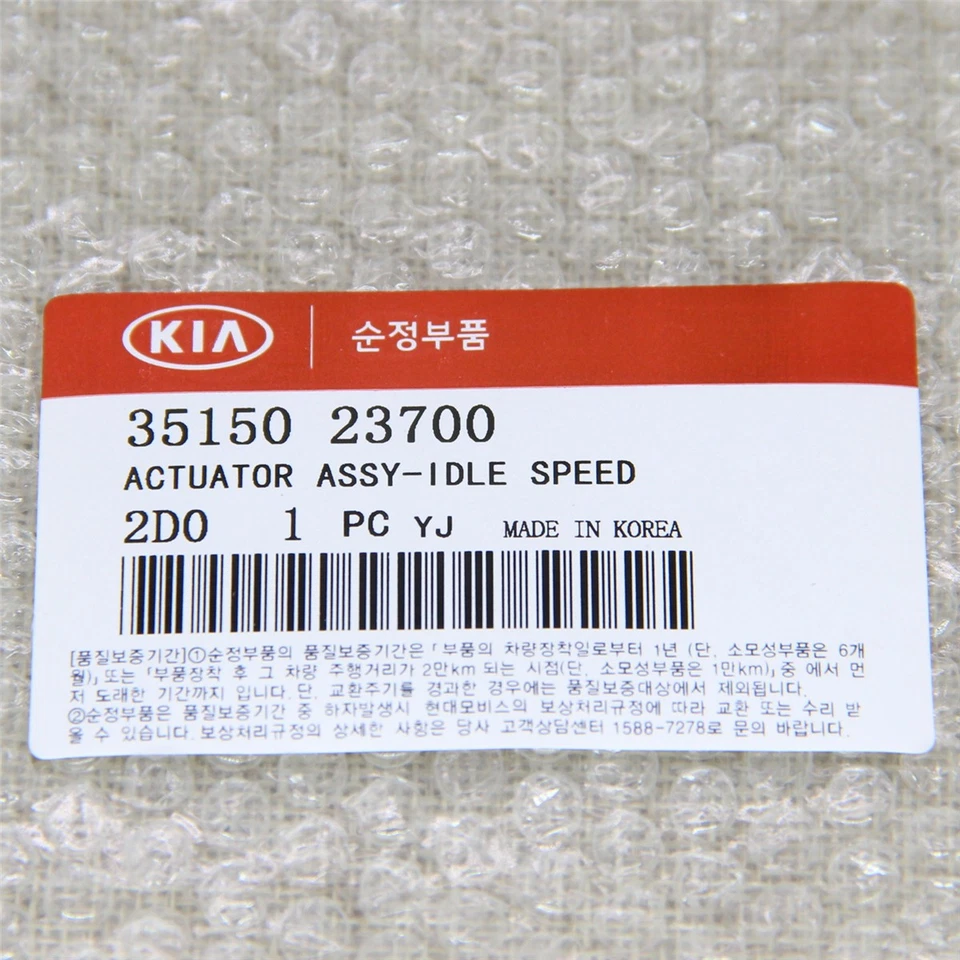 KIA 순정부품
35150 23700
ACTUATOR ASSY-IDLE SPEED
2D0 1 PC YJ MADE IN KOREA
[품질보증기간]①순정부품의 품질보증기간은「부품의 차량장착일로부터 1년 (단, 소모성부품은 6개
월)」또는「부품장착 후 그 차량 주행거리가 2만km 되는 시점(단, 소모성부품은 1만km)」중 에서 먼
저 도래한 기간까지 입니다.단, 교환주기를 경과한 경우에는 품질보증대상에서 제외됩니다.
②순정부품은 품질보증기간 중 하자발생시 현대모비스의 보상처리규정에 따라 교환 또는 수리 받
을 수 있습니다.보상처리규정의 상세한 사항은 당사 고객상담센터 1588-7278로 문의 바랍니다.